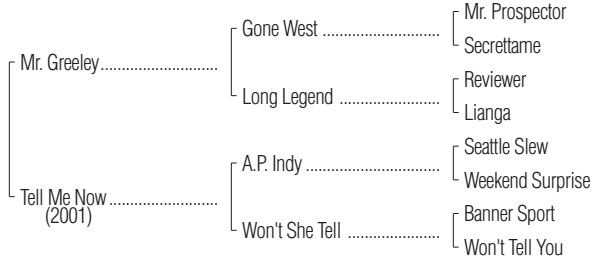 Mr. Prospector
Gone West
Secrettame
Mr. Greeley
Reviewer
Long Legend
Lianga
Seattle Slew
A.P. Indy
Weekend Surprise
Tell Me Now
(2001)
Banner Sport
Won't She Tell
Won't Tell You